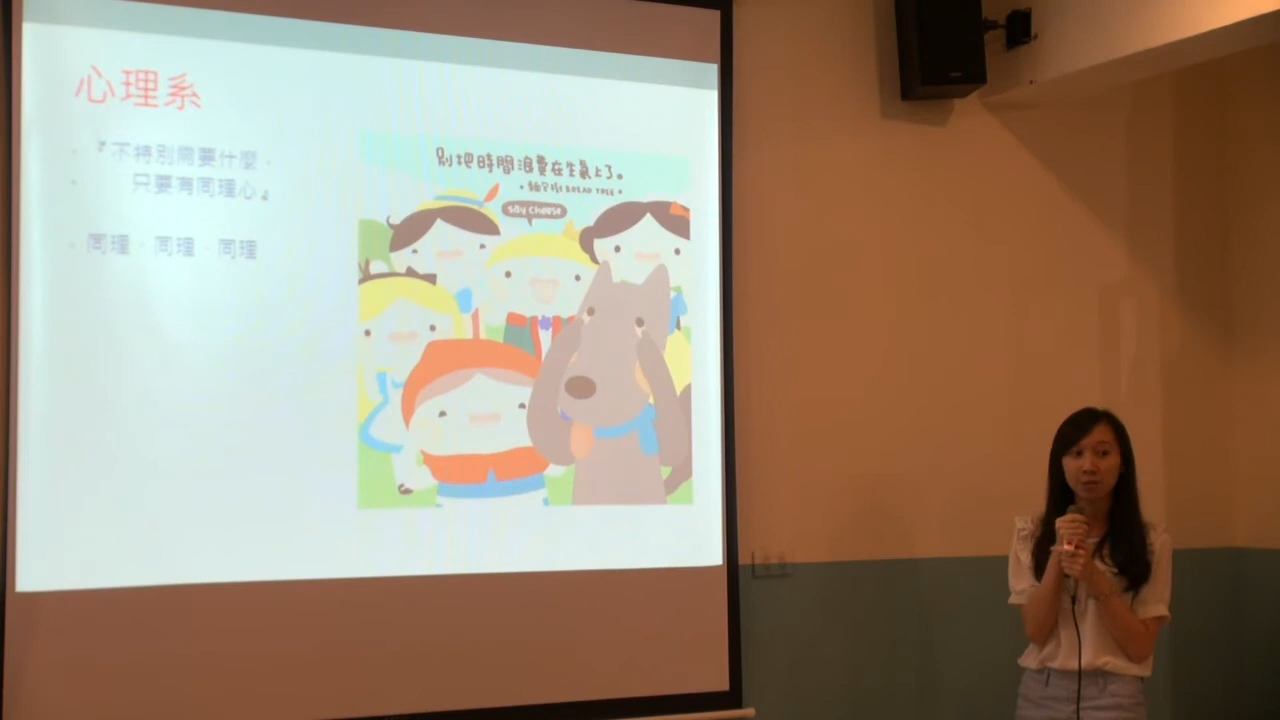 心理系
『不特別需要什麼，
只要有同理心』
同理、同理、同理
別把時間浪費在生氣上了。
• 麵包樹 BREAD TREE •
say cheese